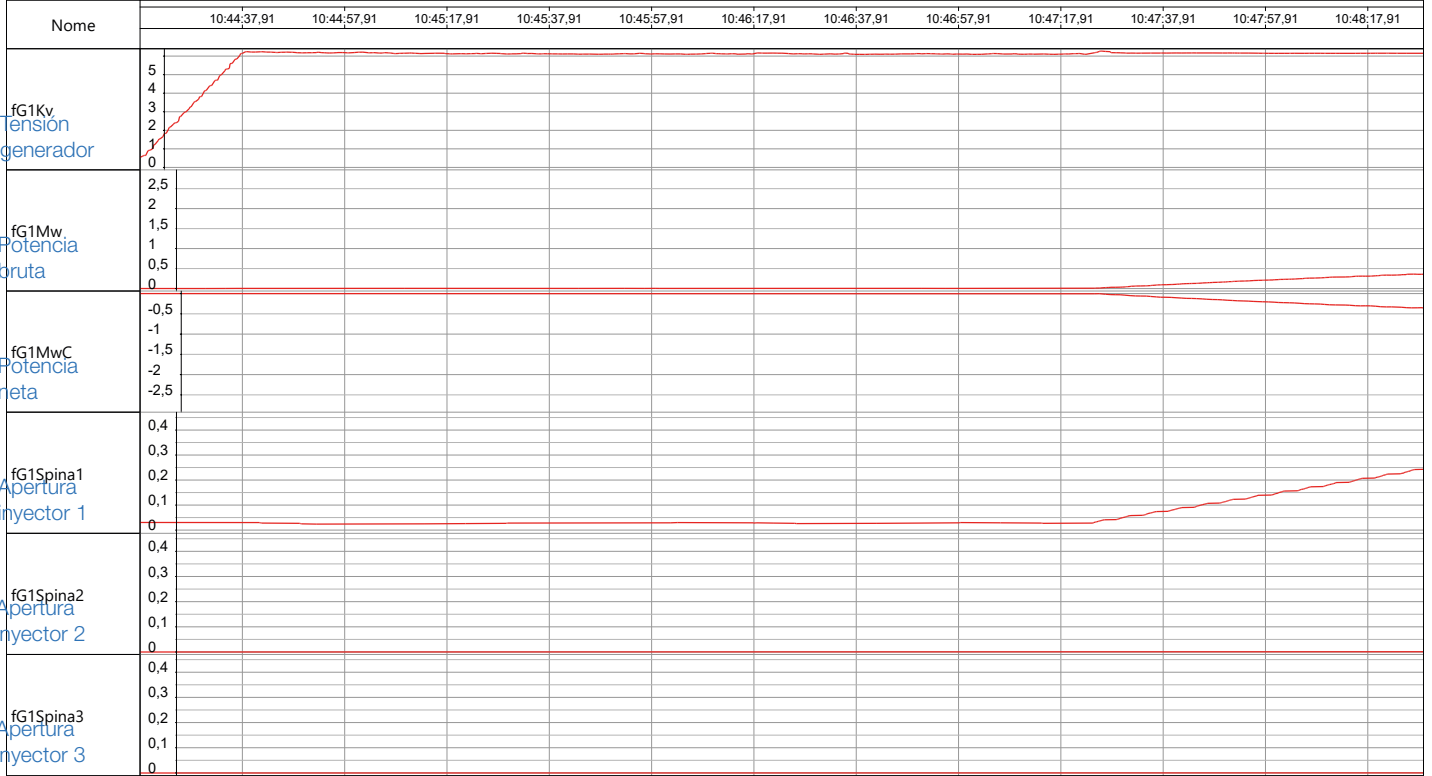 Nome
10:44:37,91 10:44:57,91 10:45:17,91 10:45:37,91 10:45:57,91 10:46:17,91 10:46:37,91 10:46:57,91 10:47:17,91 10:47:37,91 10:47:57,91 10:48:17,91
fG1Kv
Tensión
generador
5
4
3
2
1
0
fG1Mw
Potencia
bruta
2,5
2
1,5
1
0,5
0
fG1MwC
Potencia
neta
-0,5
-1
-1,5
-2
-2,5
fG1Spina1
Apertura
inyector 1
0,4
0,3
0,2
0,1
0
fG1Spina2
Apertura
inyector 2
0,4
0,3
0,2
0,1
0
fG1Spina3
Apertura
inyector 3
0,4
0,3
0,2
0,1
0